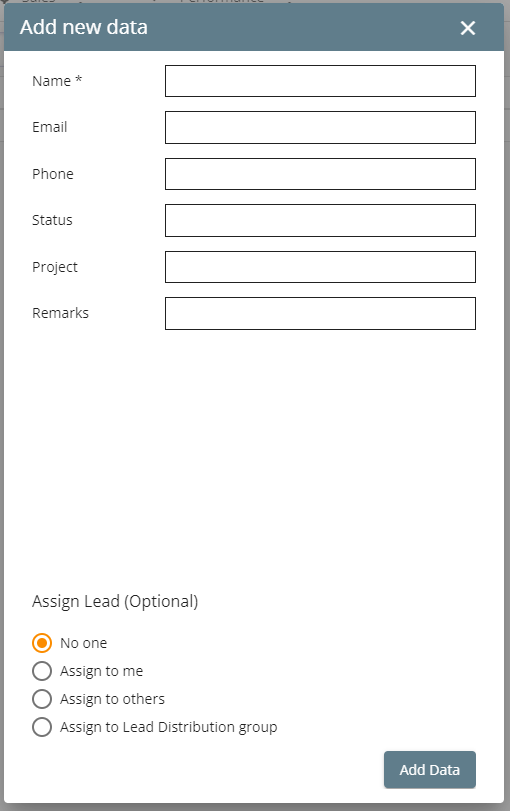 Add new data
Name *
Email
Phone
Status
Project
Remarks
Assign Lead (Optional)
No one
Assign to me
Assign to others
Assign to Lead Distribution group
Add Data